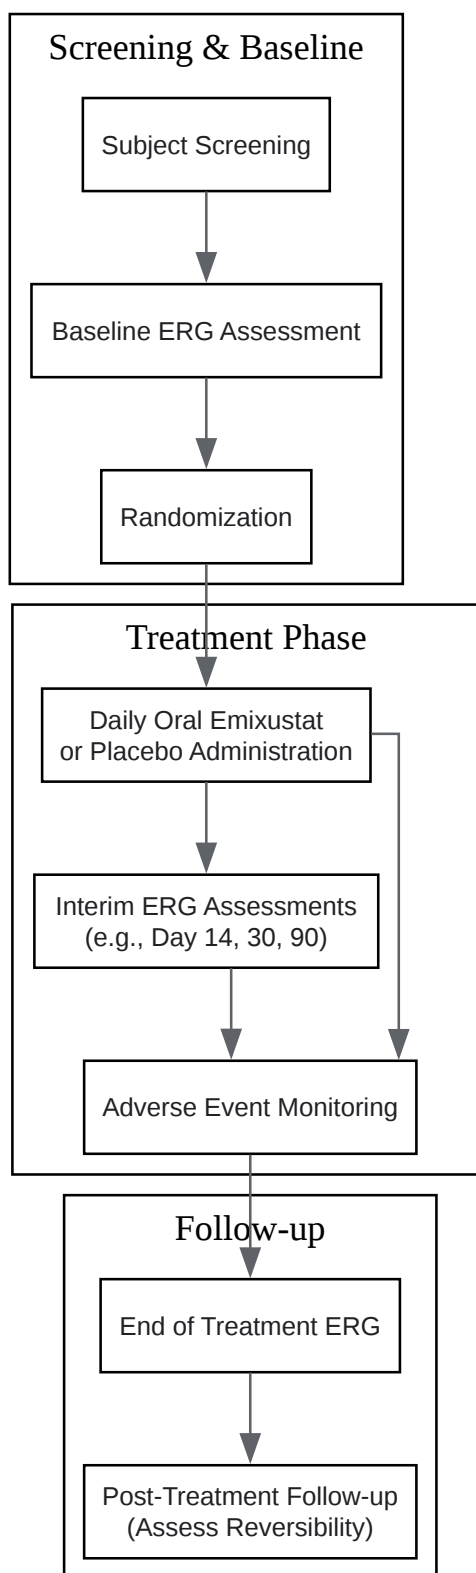 Screening & Baseline
Subject Screening
Baseline ERG Assessment
Randomization
Treatment Phase
Daily Oral Emixustat
or Placebo Administration
Interim ERG Assessments
(e.g., Day 14, 30, 90)
Adverse Event Monitoring
Follow-up
End of Treatment ERG
Post-Treatment Follow-up
(Assess Reversibility)